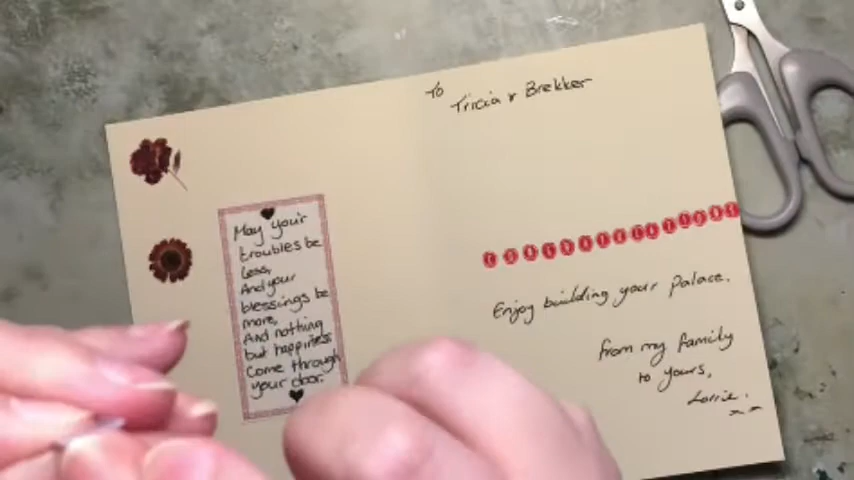 May your
troubles be
less,
And your
blessings be
more,
And nothing
but happiness
Come through
your door.
To
Tricia & Brekker
CONGRATULATIONS
Enjoy building your Palace.
from my family
to yours,
Lorrie.